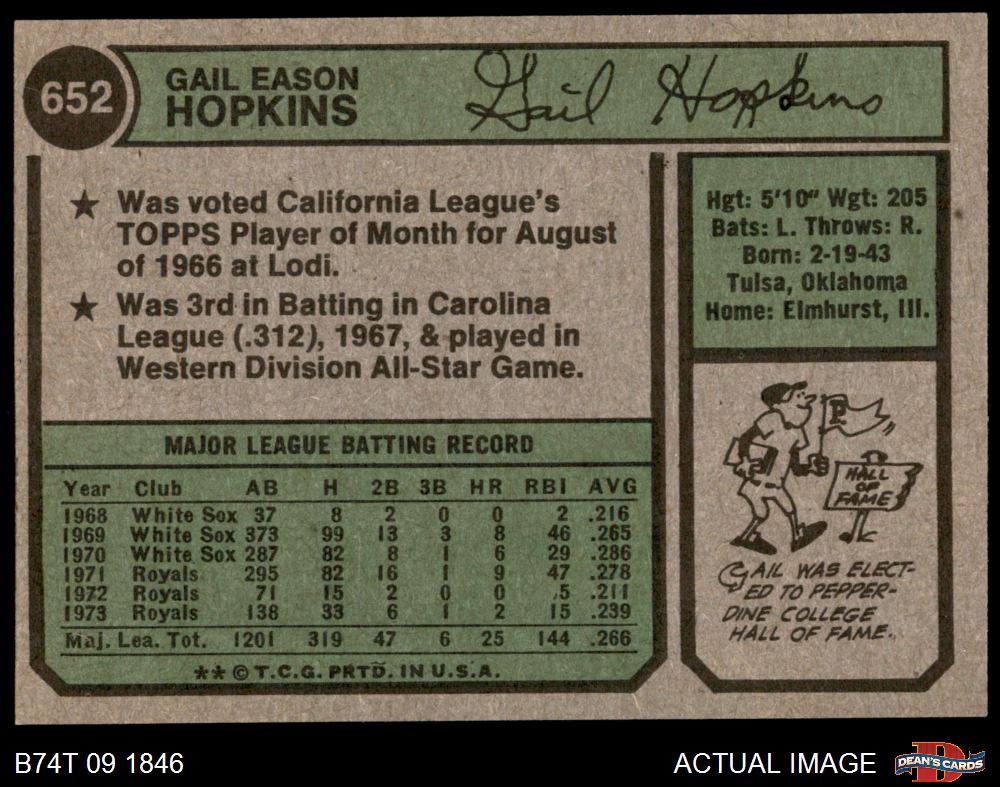 652
GAIL EASON
HOPKINS
Gail Hopkins
★ Was voted California League's
TOPPS Player of Month for August
of 1966 at Lodi.
★ Was 3rd in Batting in Carolina
League (.312), 1967, & played in
Western Division All-Star Game.
MAJOR LEAGUE BATTING RECORD
Year Club AB H 2B 3B HR RBI AVG
1968 White Sox 37 8 2 0 0 2 .216
1969 White Sox 373 99 13 3 8 46 .265
1970 White Sox 287 82 8 1 6 29 .286
1971 Royals 295 82 16 1 9 47 .278
1972 Royals 71 15 2 0 0 5 .211
1973 Royals 138 33 6 1 2 15 .239
Maj. Lea. Tot. 1201 319 47 6 25 144 .266
** © T.C.G. PRTD. IN U.S.A.
Hgt: 5'10" Wgt: 205
Bats: L. Throws: R.
Born: 2-19-43
Tulsa, Oklahoma
Home: Elmhurst, Ill.
P
HALL
OF
FAME
GAIL WAS ELECT-
ED TO PEPPER-
DINE COLLEGE
HALL OF FAME.
B74T 09 1846
ACTUAL IMAGE
D
DEAN'S CARDS